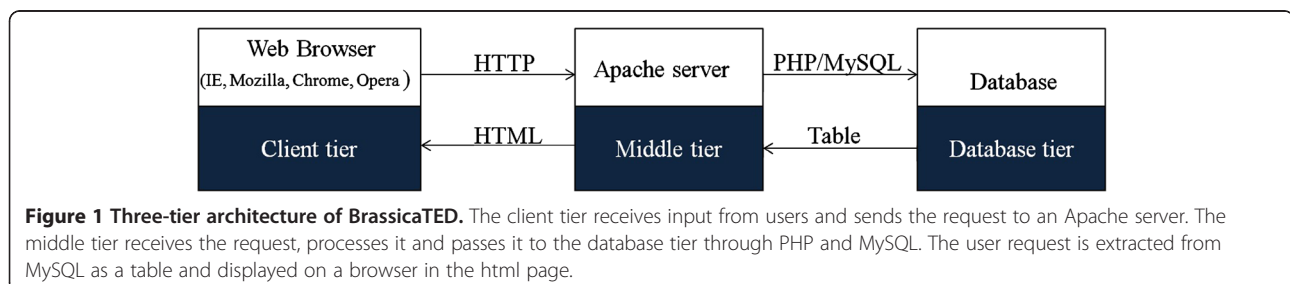 Web Browser
(IE, Mozilla, Chrome, Opera )
HTTP
Apache server
PHP/MySQL
Database
Client tier
HTML
Middle tier
Table
Database tier
Figure 1 Three-tier architecture of BrassicaTED. The client tier receives input from users and sends the request to an Apache server. The
middle tier receives the request, processes it and passes it to the database tier through PHP and MySQL. The user request is extracted from
MySQL as a table and displayed on a browser in the html page.